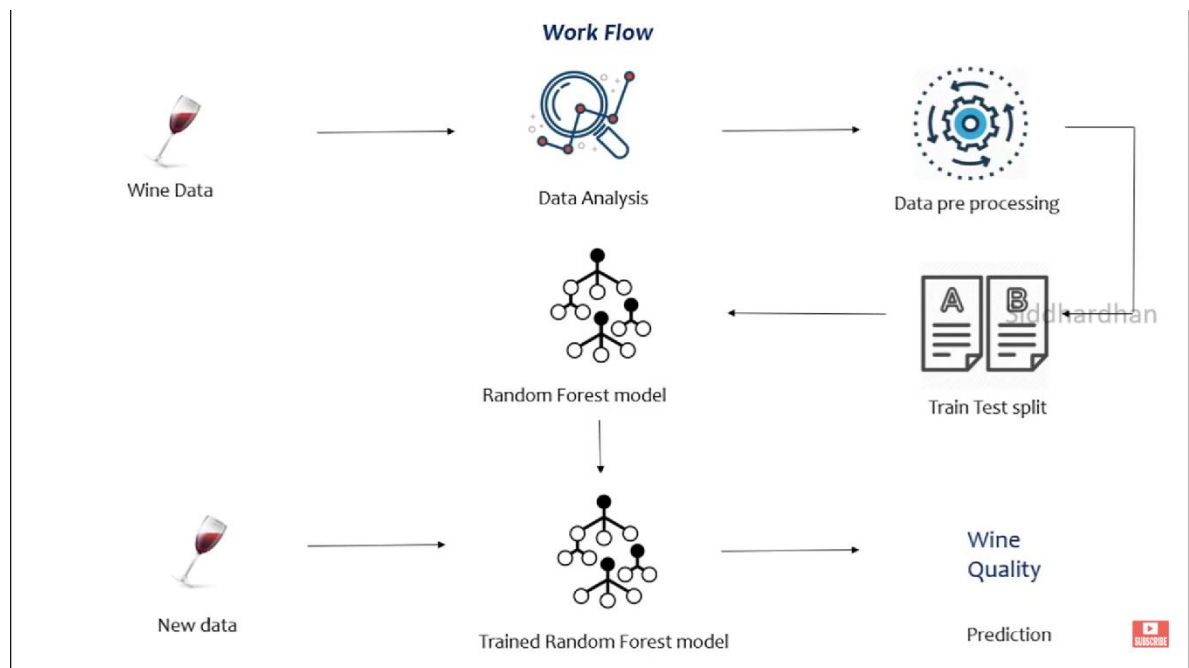 Work Flow
Wine Data
Data Analysis
Data pre processing
A
B
Siddhardhan
Random Forest model
Train Test split
Wine
Quality
New data
Trained Random Forest model
Prediction
SUBSCRIBE